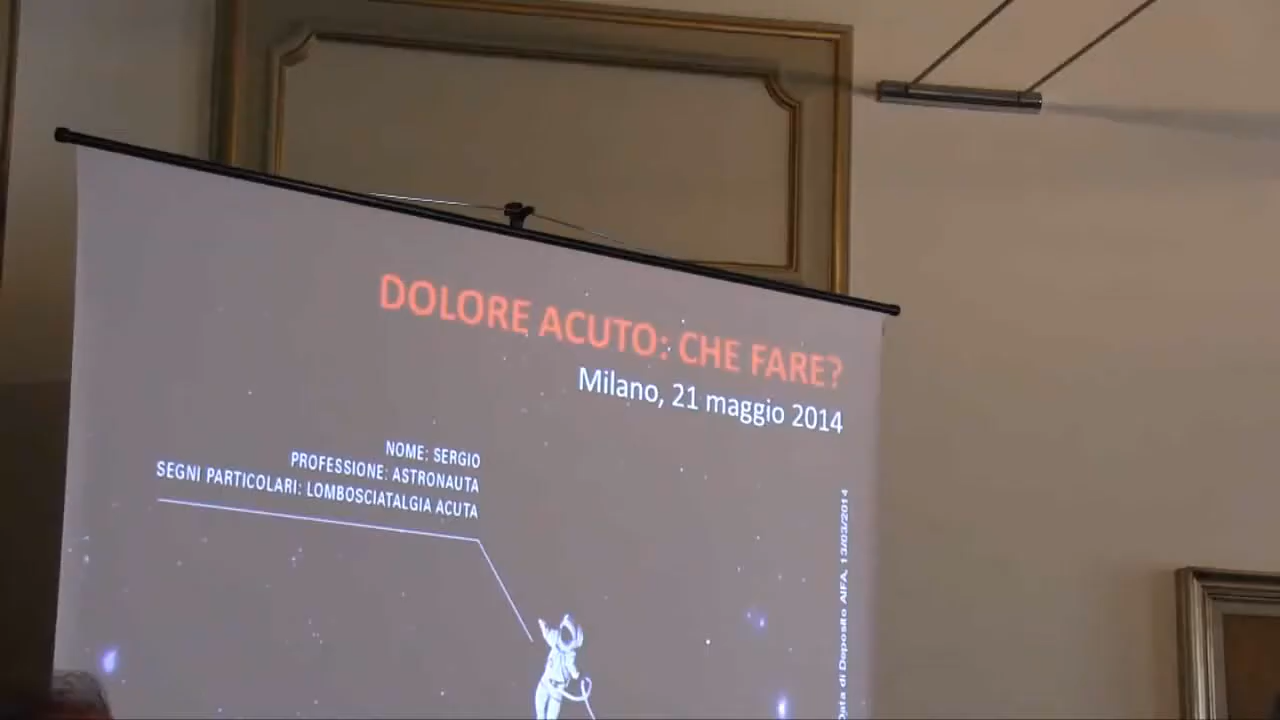 DOLORE ACUTO: CHE FARE?
Milano, 21 maggio 2014
NOME: SERGIO
PROFESSIONE: ASTRONAUTA
SEGNI PARTICOLARI: LOMBOSCIATALGIA ACUTA
Data di Deposito AIFA, 13/03/2014